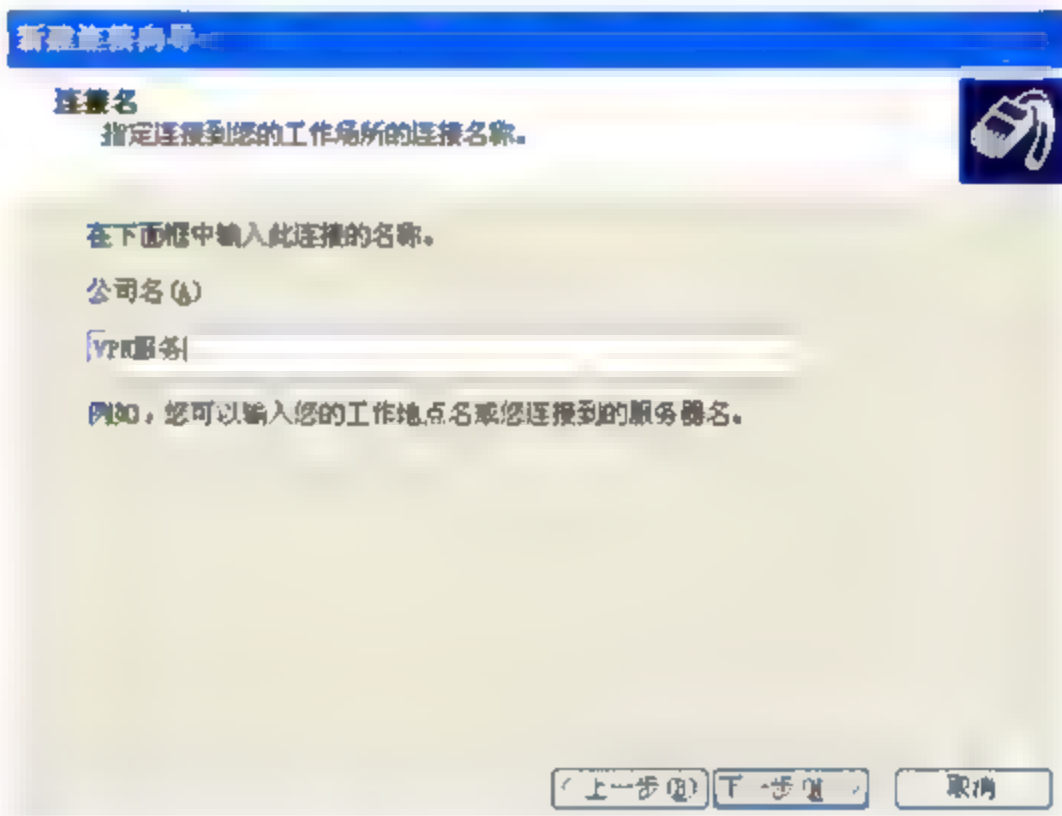 新建连接向导
连接名
指定连接到您的工作场所的连接名称。
在下面框中输入此连接的名称。
公司名(A)
VPN服务
例如，您可以输入您的工作地点名或您连接到的服务器名。
< 上一步(B) 下一步(N) > 取消